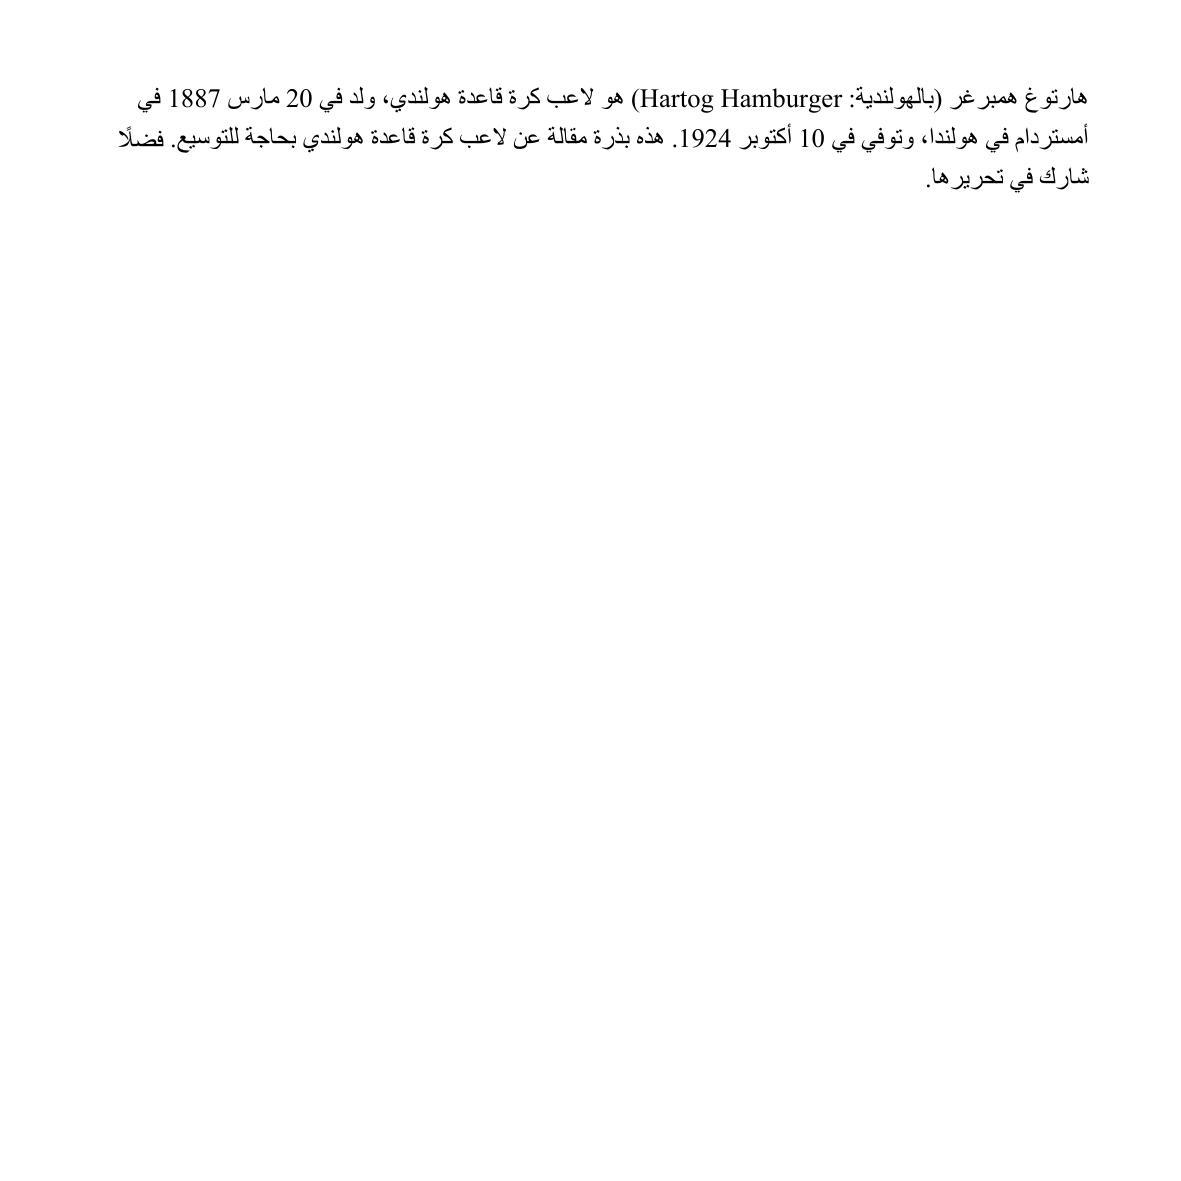 هارتوغ همبرغر (بالهولندية: Hartog Hamburger) هو لاعب كرة قاعدة هولندي، ولد في 20 مارس 1887 في
أمستردام في هولندا، وتوفي في 10 أكتوبر 1924. هذه بذرة مقالة عن لاعب كرة قاعدة هولندي بحاجة للتوسيع. فضلًا
شارك في تحريرها.